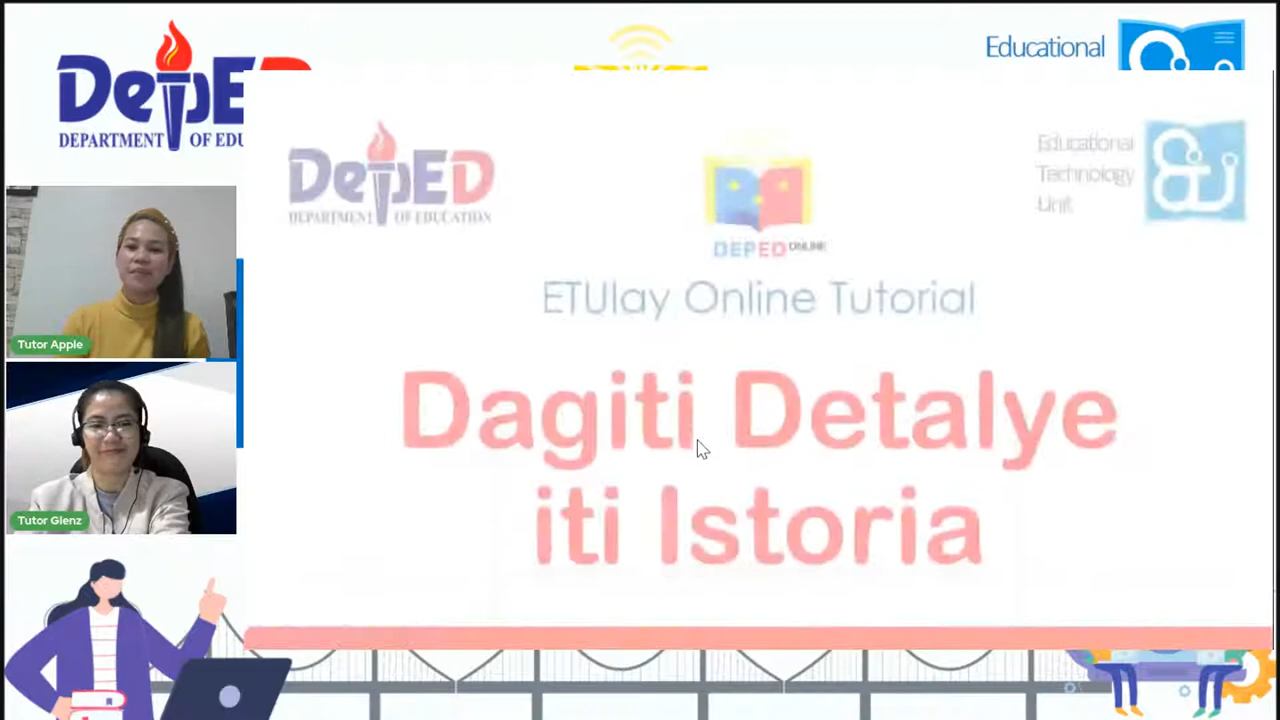 DepE
DEPARTMENT OF EDU
Educational
DepED
DEPARTMENT OF EDUCATION
DEPED ONLINE
Educational
Technology
Unit
ETUlay Online Tutorial
Dagiti Detalye
iti Istoria
Tutor Apple
Tutor Glenz